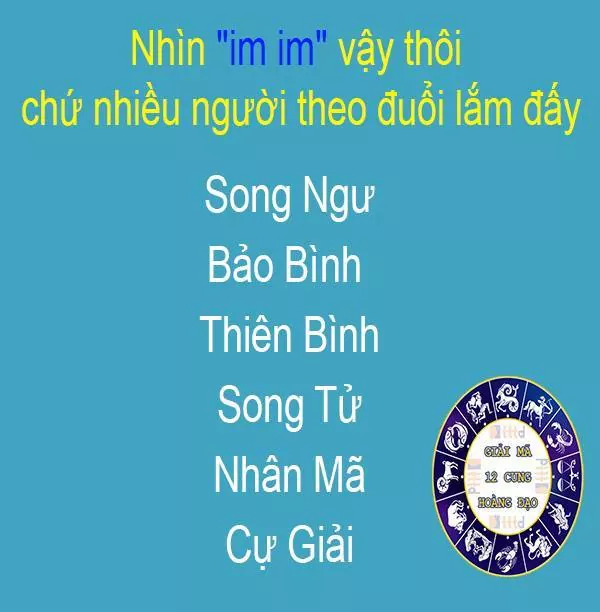 Nhìn "im im" vậy thôi
chứ nhiều người theo đuổi lắm đấy
Song Ngư
Bảo Bình
Thiên Bình
Song Tử
Nhân Mã
Cự Giải
GIẢI MÃ
12 CUNG
HOÀNG ĐẠO